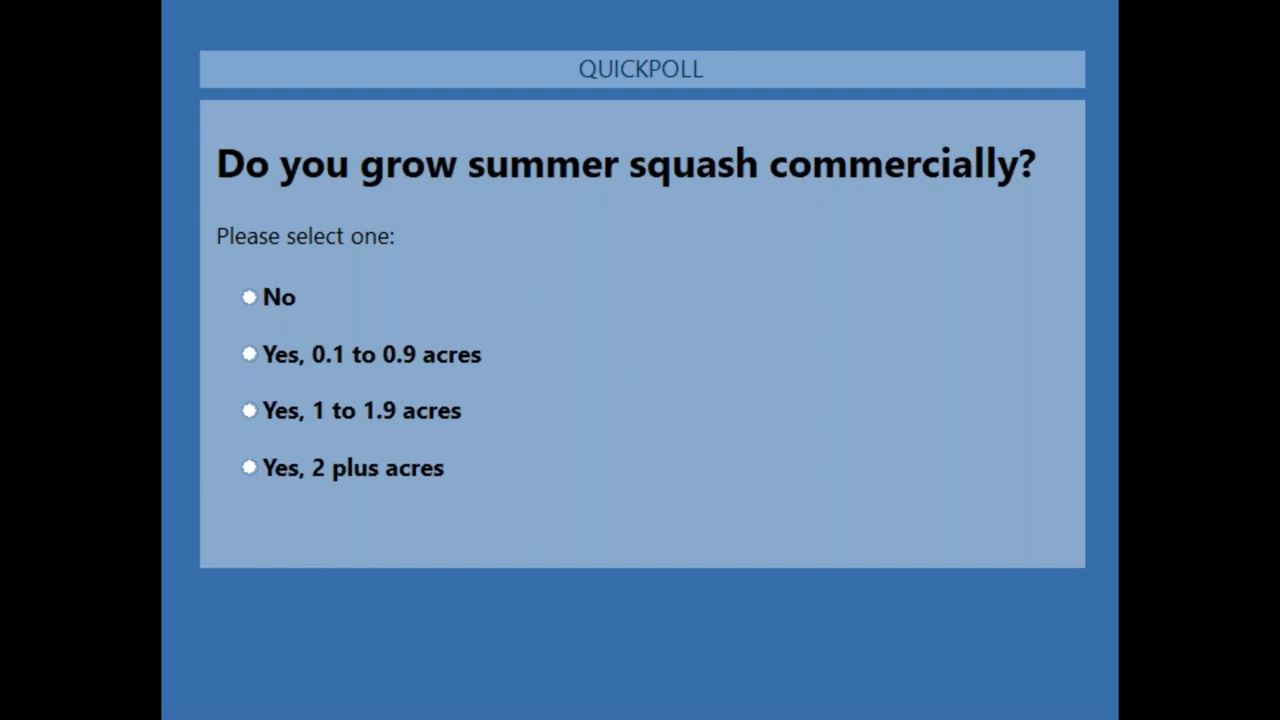 QUICKPOLL
Do you grow summer squash commercially?
Please select one:
No
Yes, 0.1 to 0.9 acres
Yes, 1 to 1.9 acres
Yes, 2 plus acres